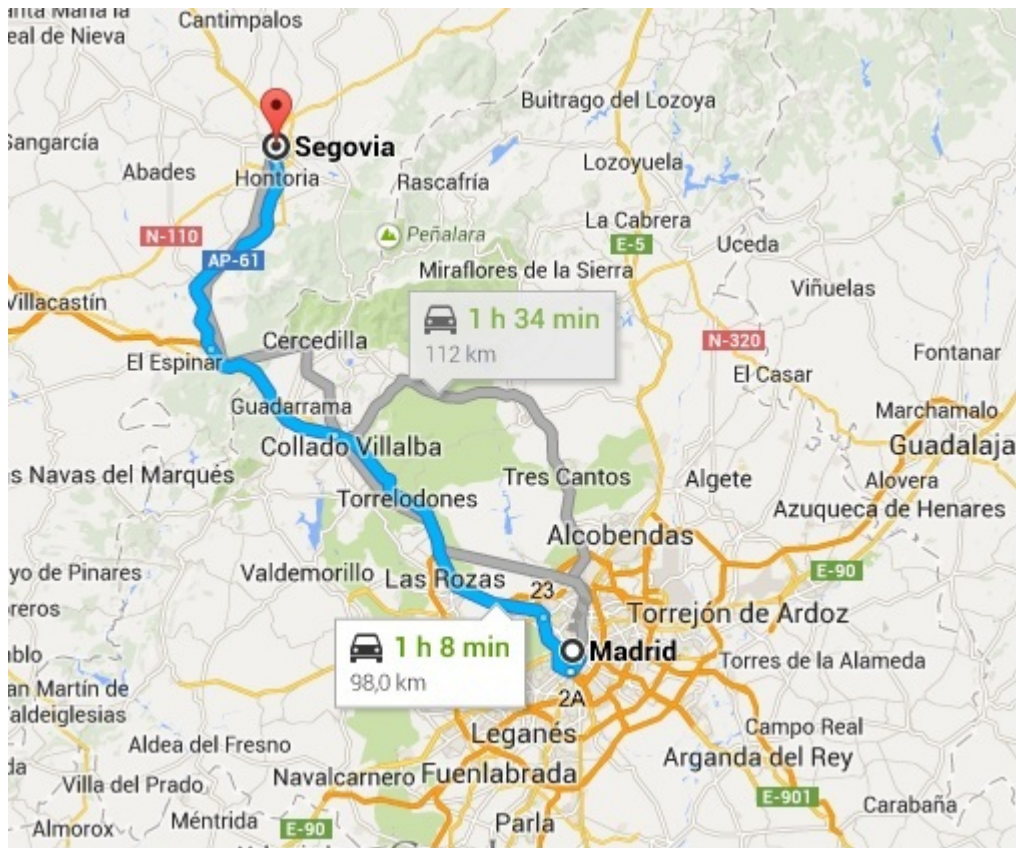 Cantimpalos
eal de Nieva
Buitrago del Lozoya
Sangarcía
Segovia
Lozoyuela
Abades
Hontoria
Rascafría
La Cabrera
N-110
Peñalara
E-5
Uceda
AP-61
Miraflores de la Sierra
Viñuelas
Villacastín
1 h 34 min
112 km
Cercedilla
N-320
El Espinar
Fontanar
El Casar
Guadarrama
Marchamalo
Collado Villalba
Guadalaja
s Navas del Marqués
Tres Cantos
Algete
Alovera
Torrelodones
Azuqueca de Henares
Alcobendas
yo de Pinares
Valdemorillo
Las Rozas
E-90
23
oreros
Torrejón de Ardoz
1 h 8 min
98,0 km
Madrid
ablo
Torres de la Alameda
an Martín de
aldeiglesias
2A
Leganés
Campo Real
Aldea del Fresno
Arganda del Rey
da
Villa del Prado
Navalcarnero
Fuenlabrada
E-901
Carabaña
Almorox
Méntrida
E-90
Parla